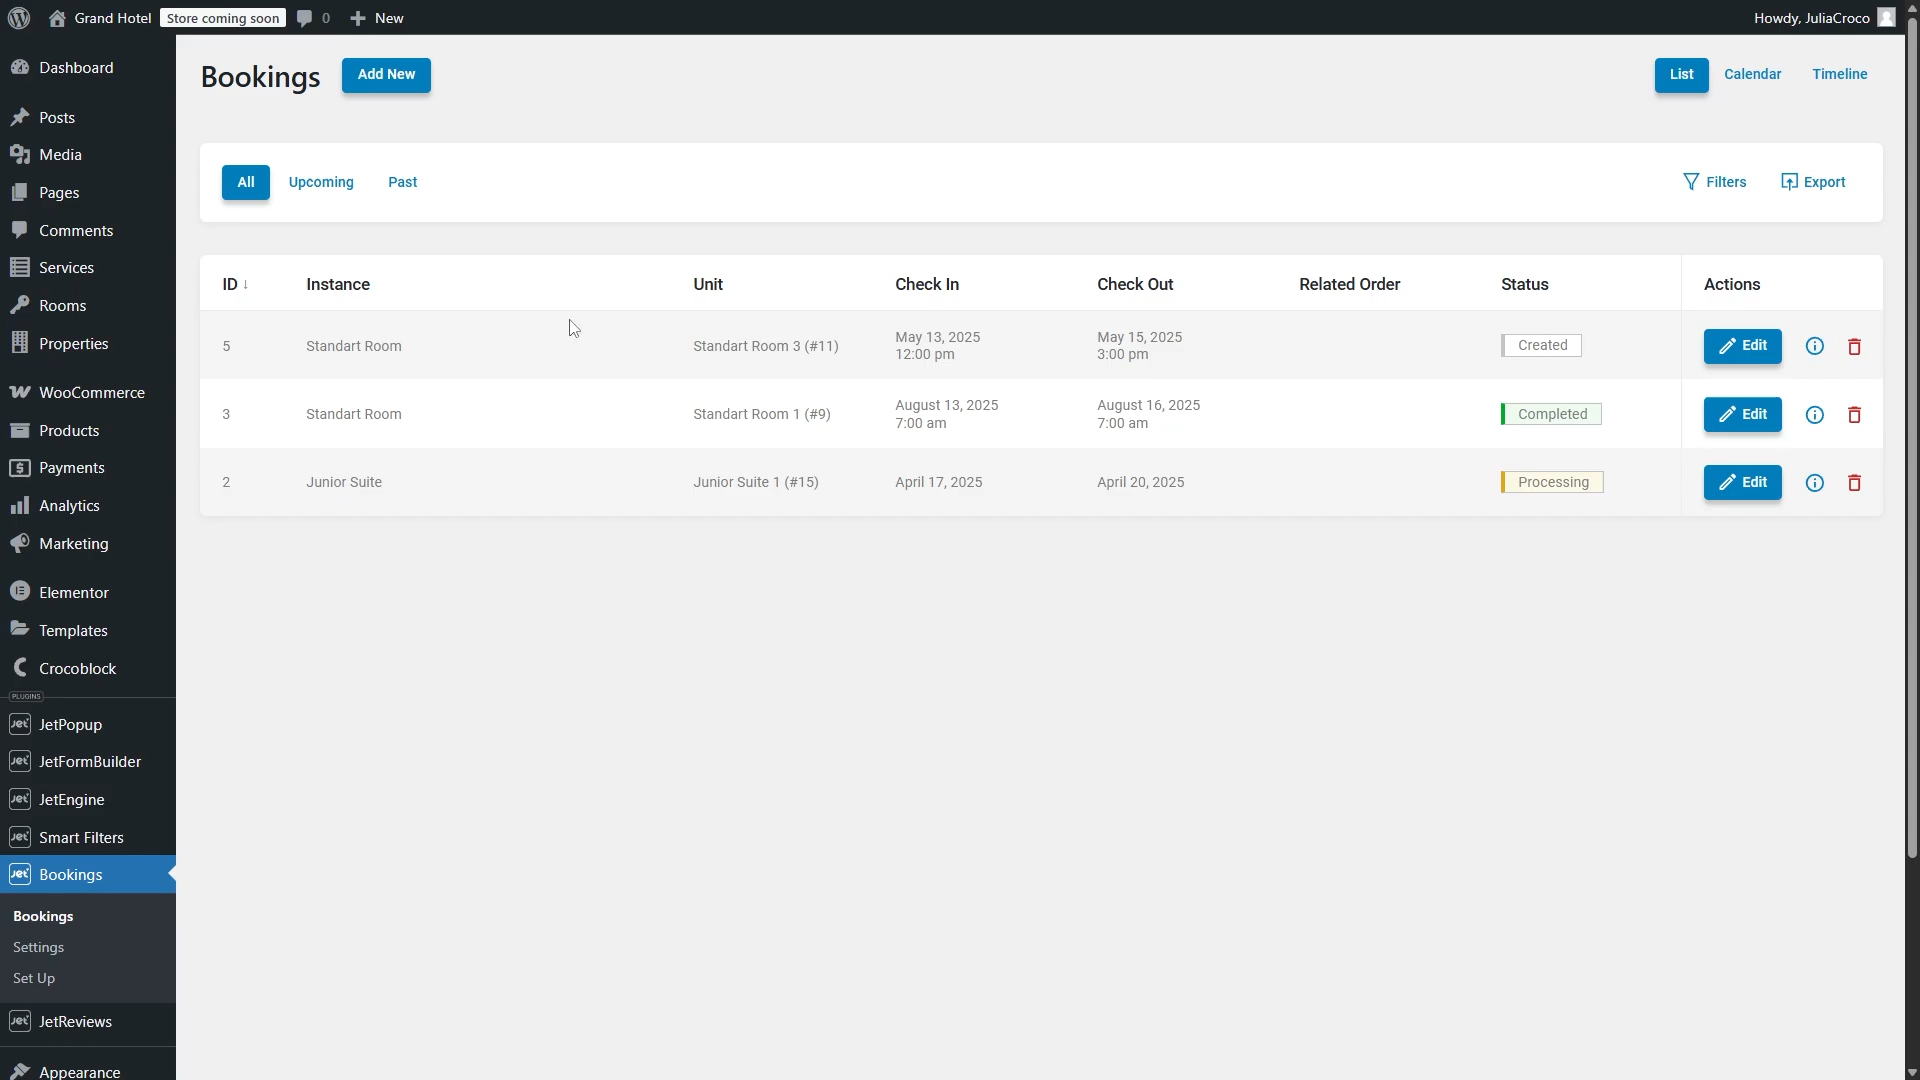 Grand Hotel Store coming soon 0 New Howdy, JuliaCroco
Dashboard
Posts
Media
Pages
Comments
Services
Rooms
Properties
WooCommerce
Products
Payments
Analytics
Marketing
Elementor
Templates
Crocoblock
PLUGINS
JetPopup
JetFormBuilder
JetEngine
Smart Filters
Bookings
Bookings
Settings
Set Up
JetReviews
Appearance
Bookings Add New List Calendar Timeline
All Upcoming Past Filters Export
ID ↓ Instance Unit Check In Check Out Related Order Status Actions
5 Standart Room Standart Room 3 (#11) May 13, 2025 12:00 pm May 15, 2025 3:00 pm Created Edit
3 Standart Room Standart Room 1 (#9) August 13, 2025 7:00 am August 16, 2025 7:00 am Completed Edit
2 Junior Suite Junior Suite 1 (#15) April 17, 2025 April 20, 2025 Processing Edit